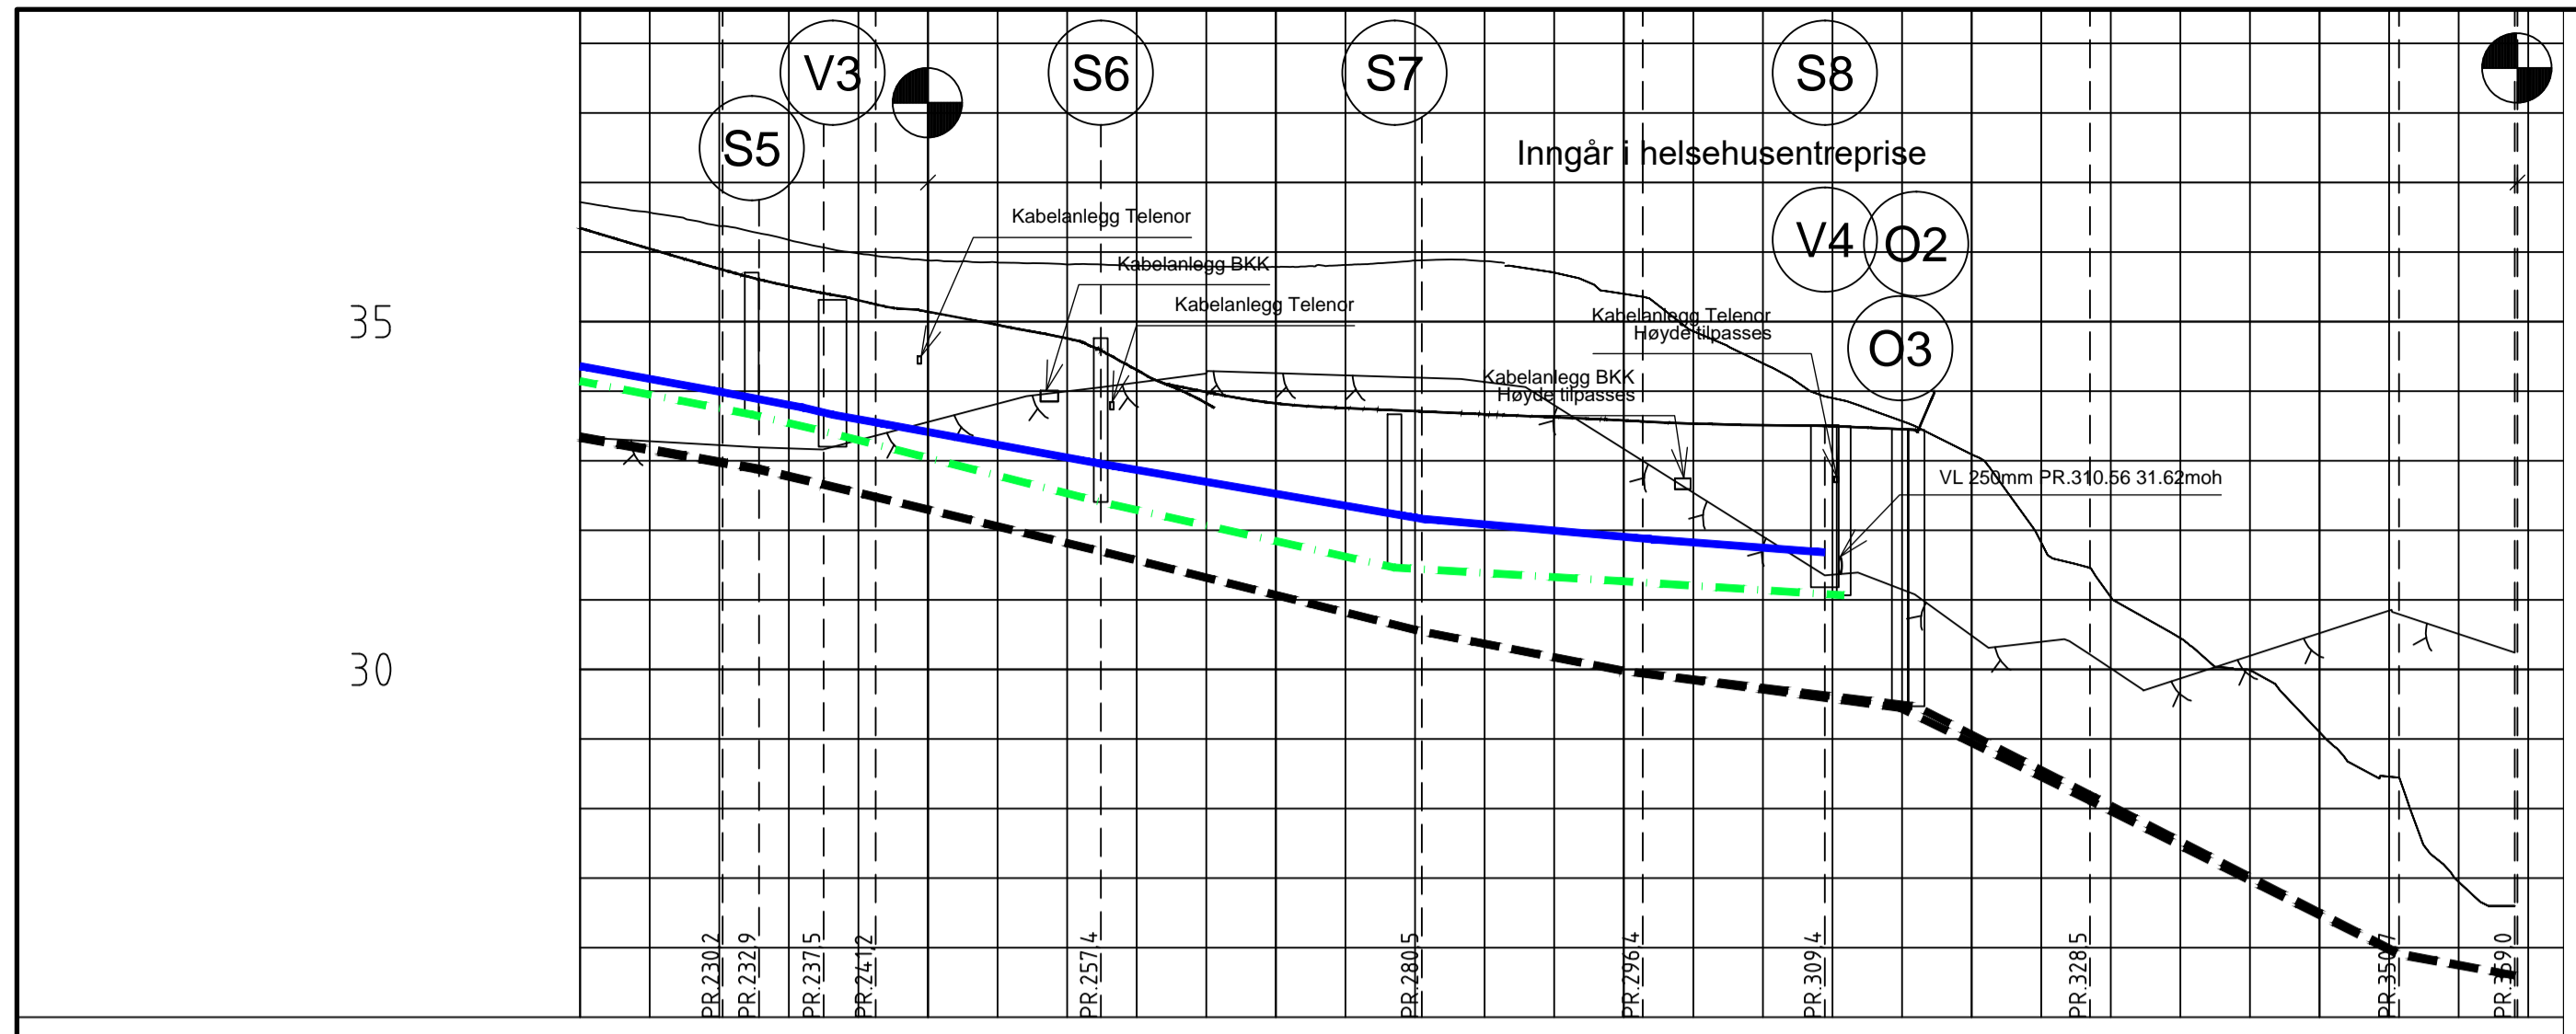 V3
S6
S7
S8
S5
Inngår i helsehusentreprise
Kabelanlegg Telenor
V4
O2
Kabelanlegg BKK
Kabelanlegg Telenor
35
Kabelanlegg Telenor
Høyde tilpasses
O3
Kabelanlegg BKK
Høyde tilpasses
VL 250mm PR.310.56 31.62moh
30
PR.230,2
PR.232,9
PR.237,5
PR.241,2
PR.257,4
PR.280,5
PR.296,4
PR.309,4
PR.328,5
PR.359,0